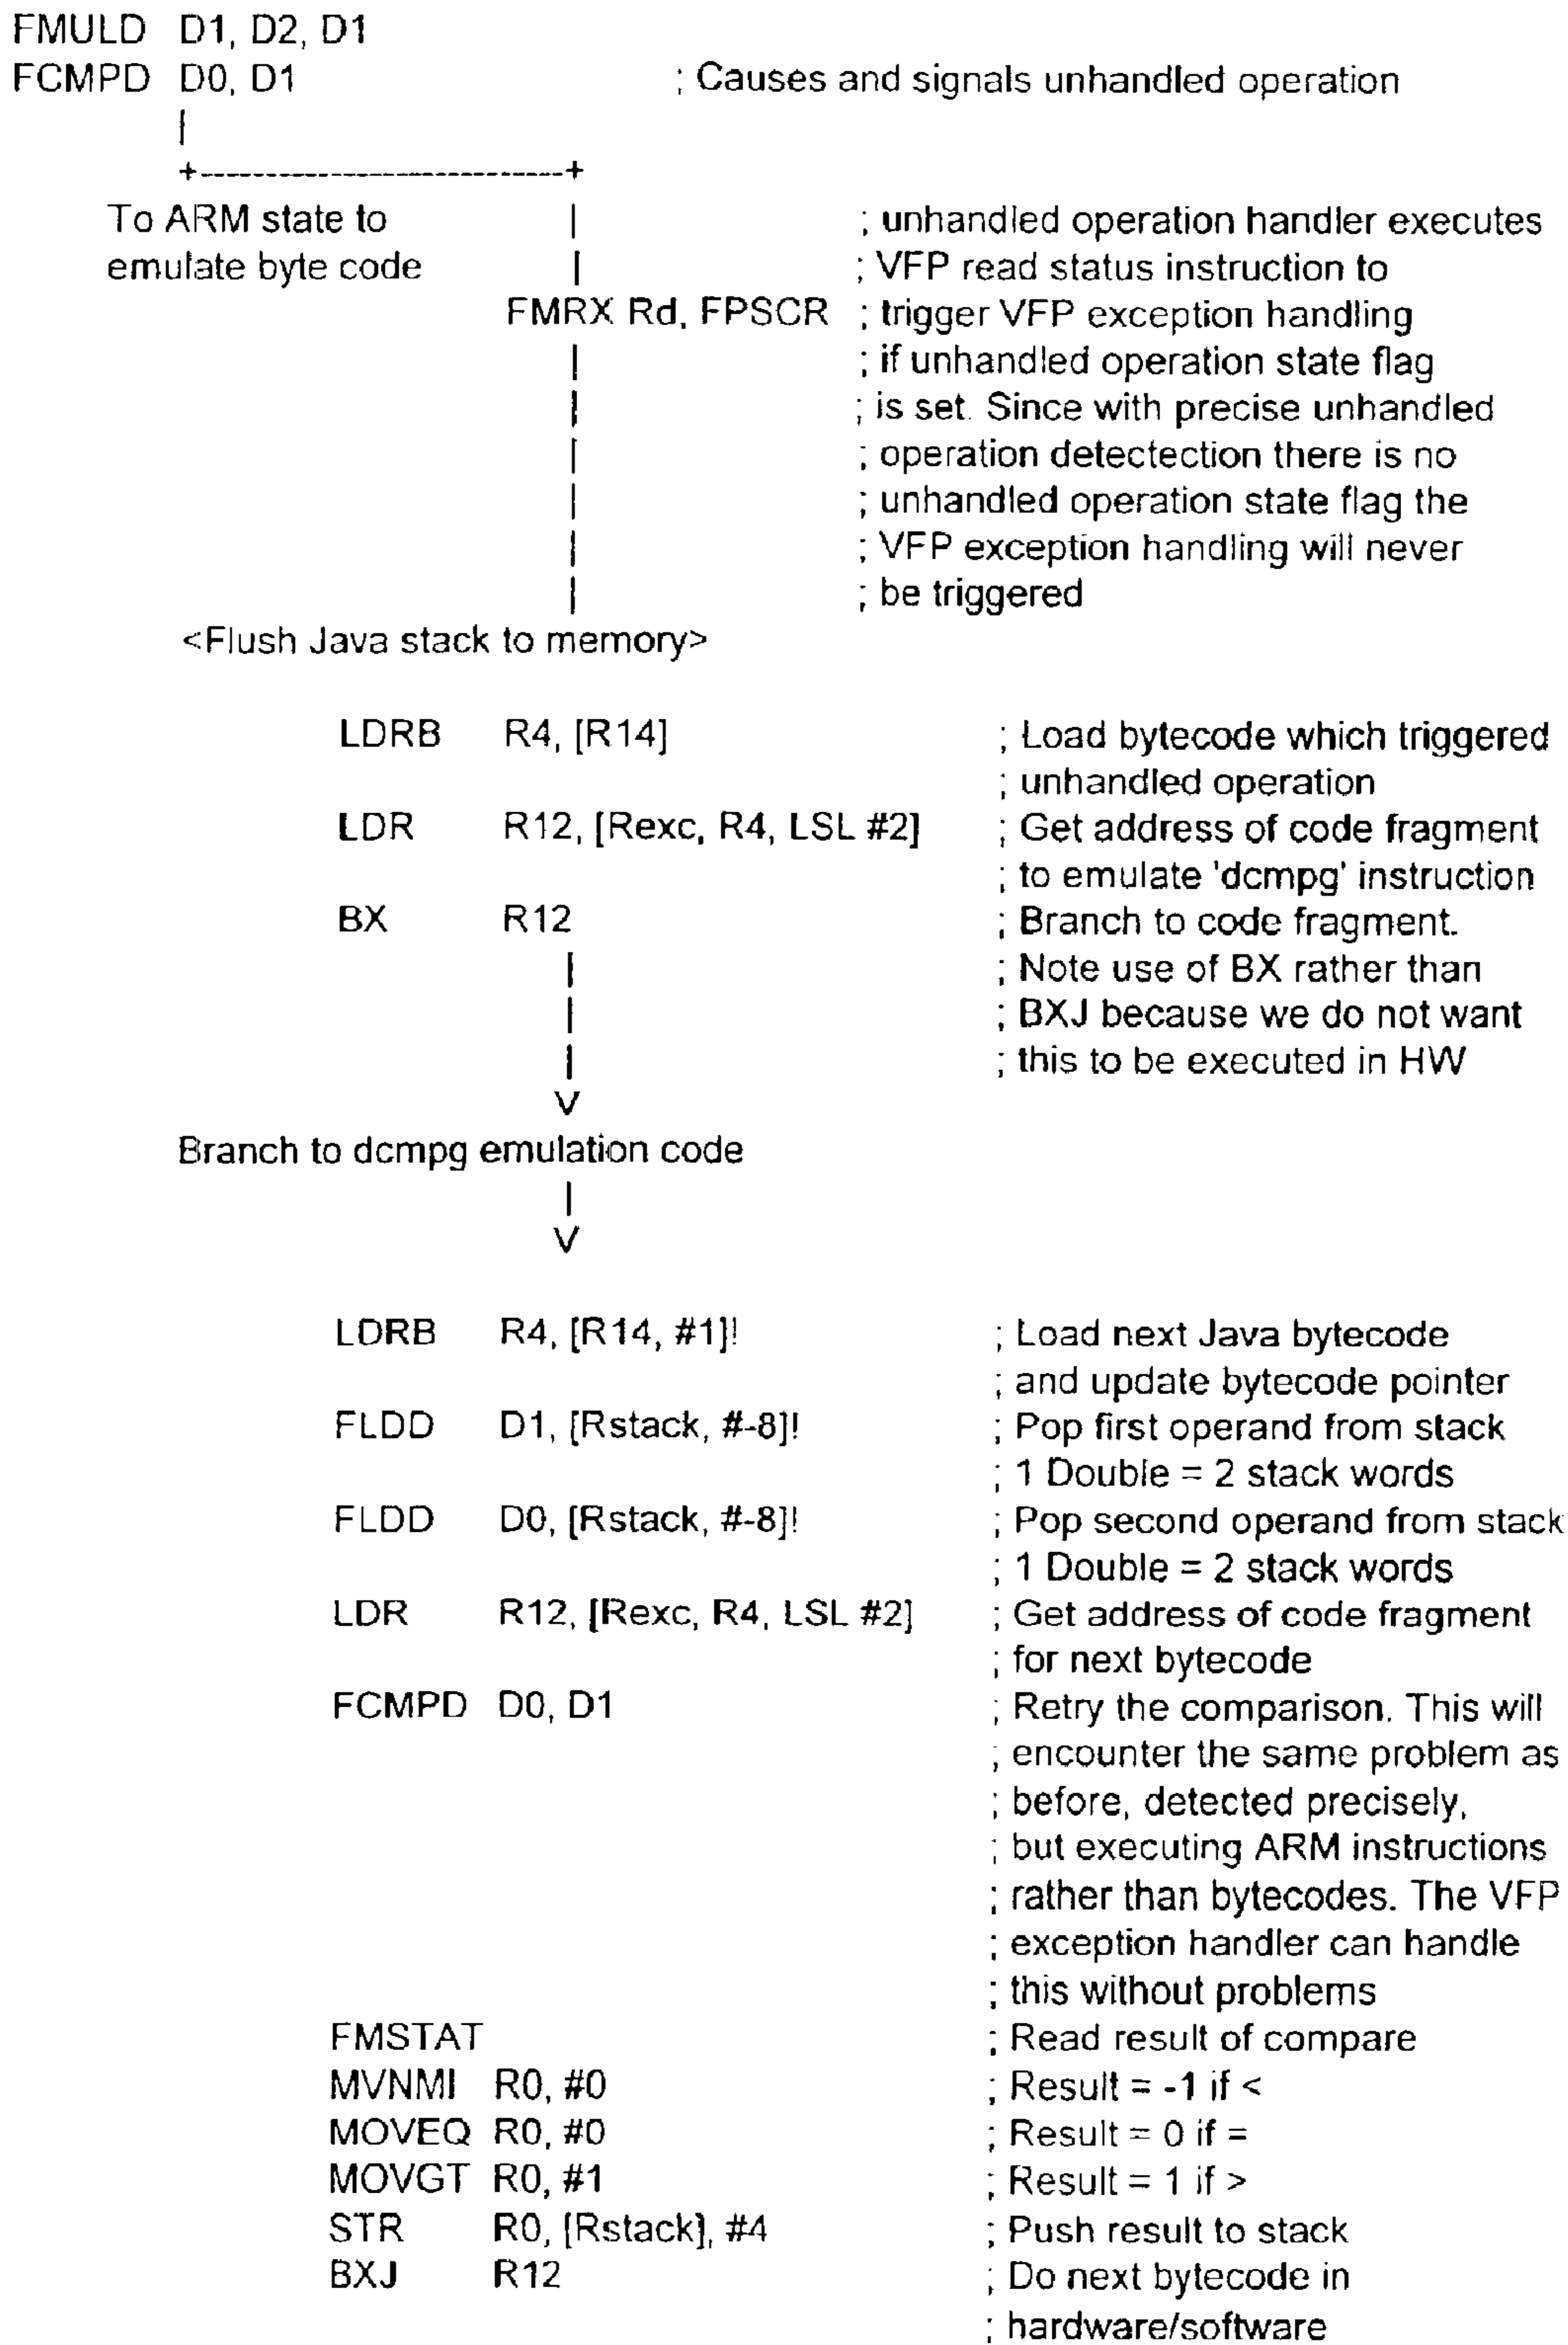 FMULD D1, D2, D1
FCMPD D0, D1 ; Causes and signals unhandled operation
|
+----------------------------+
To ARM state to | ; unhandled operation handler executes
emulate byte code | ; VFP read status instruction to
FMRX Rd, FPSCR ; trigger VFP exception handling
| ; if unhandled operation state flag
| ; is set. Since with precise unhandled
| ; operation detectection there is no
| ; unhandled operation state flag the
| ; VFP exception handling will never
| ; be triggered
<Flush Java stack to memory>
LDRB R4, [R14] ; Load bytecode which triggered
; unhandled operation
LDR R12, [Rexc, R4, LSL #2] ; Get address of code fragment
; to emulate 'dcmpg' instruction
BX R12 ; Branch to code fragment.
| ; Note use of BX rather than
| ; BXJ because we do not want
| ; this to be executed in HW
V
Branch to dcmpg emulation code
|
V
LDRB R4, [R14, #1]! ; Load next Java bytecode
; and update bytecode pointer
FLDD D1, [Rstack, #-8]! ; Pop first operand from stack
; 1 Double = 2 stack words
FLDD D0, [Rstack, #-8]! ; Pop second operand from stack
; 1 Double = 2 stack words
LDR R12, [Rexc, R4, LSL #2] ; Get address of code fragment
; for next bytecode
FCMPD D0, D1 ; Retry the comparison. This will
; encounter the same problem as
; before, detected precisely,
; but executing ARM instructions
; rather than bytecodes. The VFP
; exception handler can handle
; this without problems
FMSTAT ; Read result of compare
MVNMI R0, #0 ; Result = -1 if <
MOVEQ R0, #0 ; Result = 0 if =
MOVGT R0, #1 ; Result = 1 if >
STR R0, [Rstack], #4 ; Push result to stack
BXJ R12 ; Do next bytecode in
; hardware/software